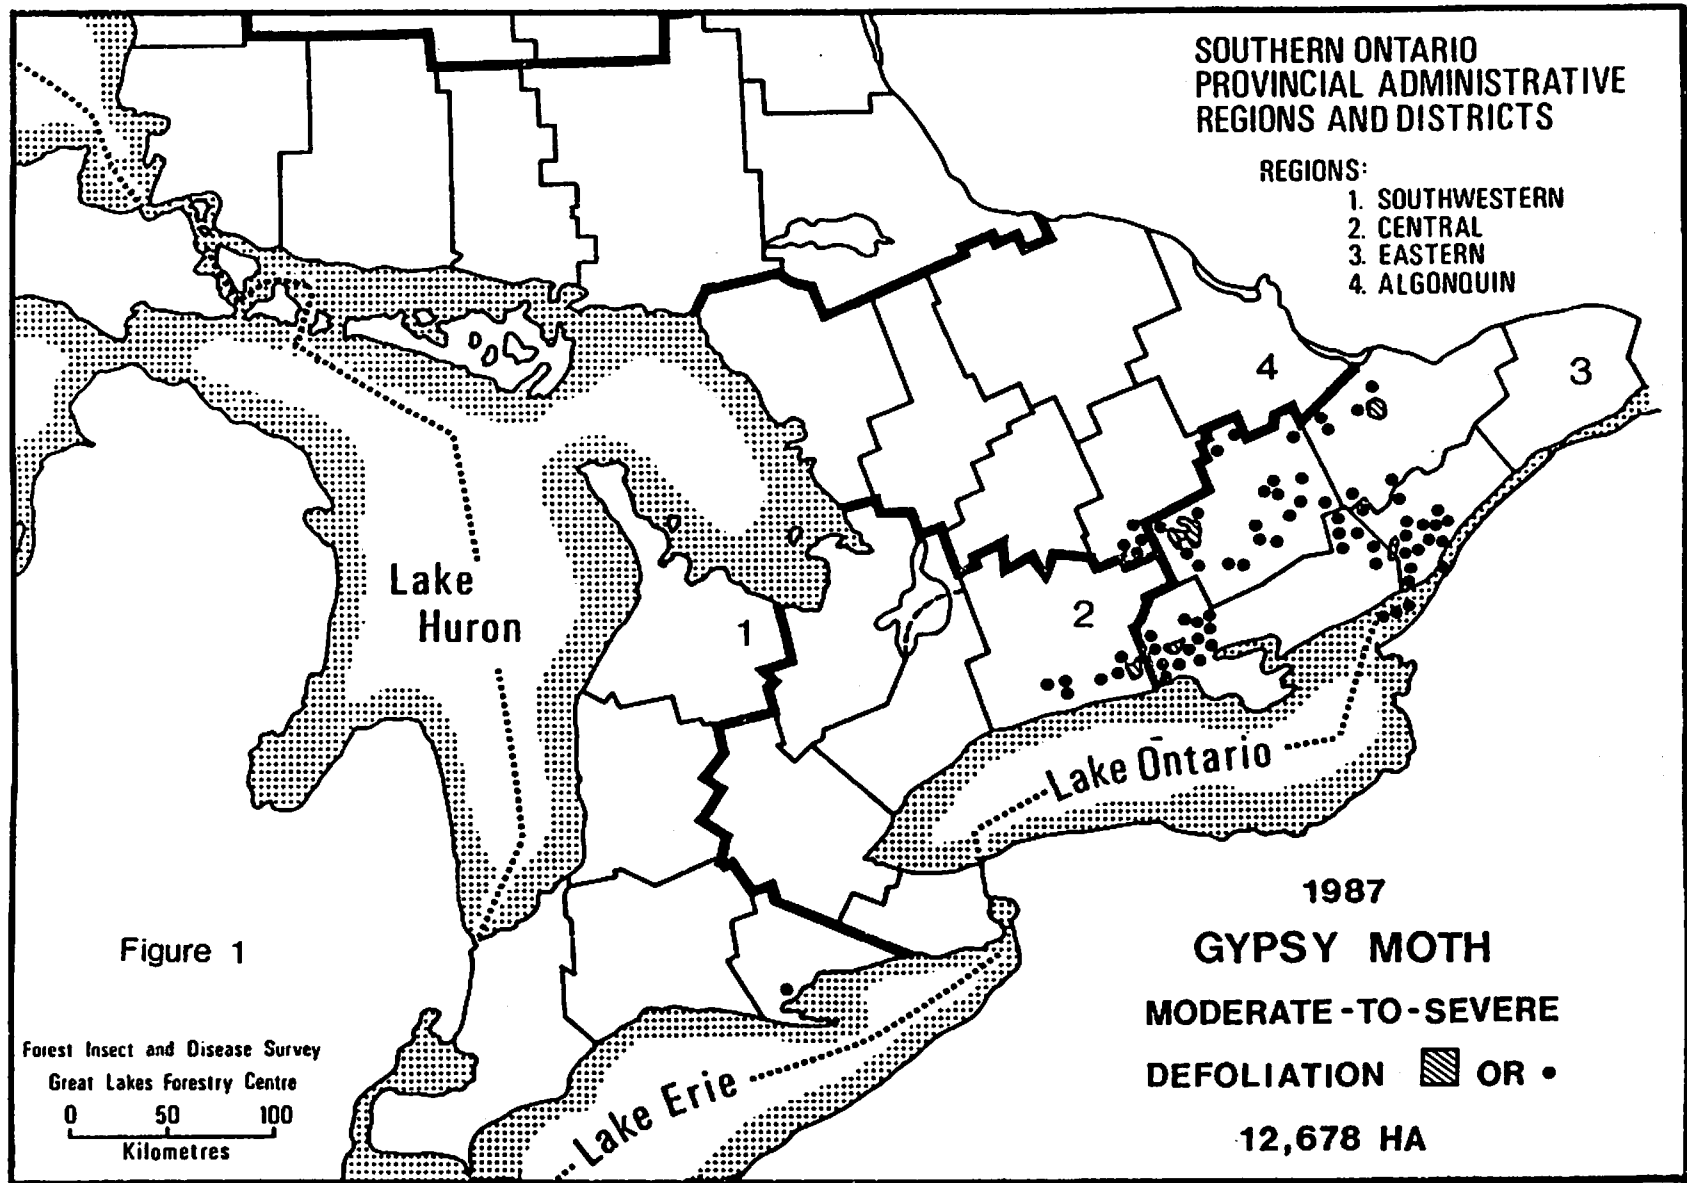 SOUTHERN ONTARIO
PROVINCIAL ADMINISTRATIVE
REGIONS AND DISTRICTS
REGIONS:
1. SOUTHWESTERN
2. CENTRAL
3. EASTERN
4. ALGONQUIN
4
3
Lake
Huron
1
2
Lake Ontario
Figure 1
1987
GYPSY MOTH
MODERATE-TO-SEVERE
DEFOLIATION OR •
12,678 HA
Forest Insect and Disease Survey
Great Lakes Forestry Centre
0 50 100
Kilometres
Lake Erie